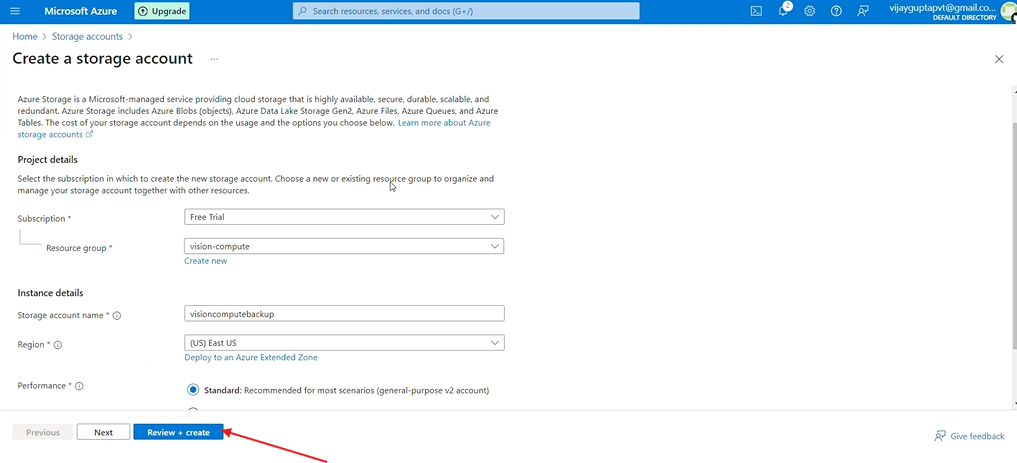 Microsoft Azure
Upgrade
Search resources, services, and docs (G+/)
2
vijayguptapvt@gmail.co...
DEFAULT DIRECTORY
Home > Storage accounts >
Create a storage account ...
Azure Storage is a Microsoft-managed service providing cloud storage that is highly available, secure, durable, scalable, and
redundant. Azure Storage includes Azure Blobs (objects), Azure Data Lake Storage Gen2, Azure Files, Azure Queues, and Azure
Tables. The cost of your storage account depends on the usage and the options you choose below. Learn more about Azure
storage accounts
Project details
Select the subscription in which to create the new storage account. Choose a new or existing resource group to organize and
manage your storage account together with other resources.
Subscription * Free Trial
Resource group * vision-compute
Create new
Instance details
Storage account name * visioncomputebackup
Region * (US) East US
Deploy to an Azure Extended Zone
Performance * Standard: Recommended for most scenarios (general-purpose v2 account)
Previous Next Review + create Give feedback